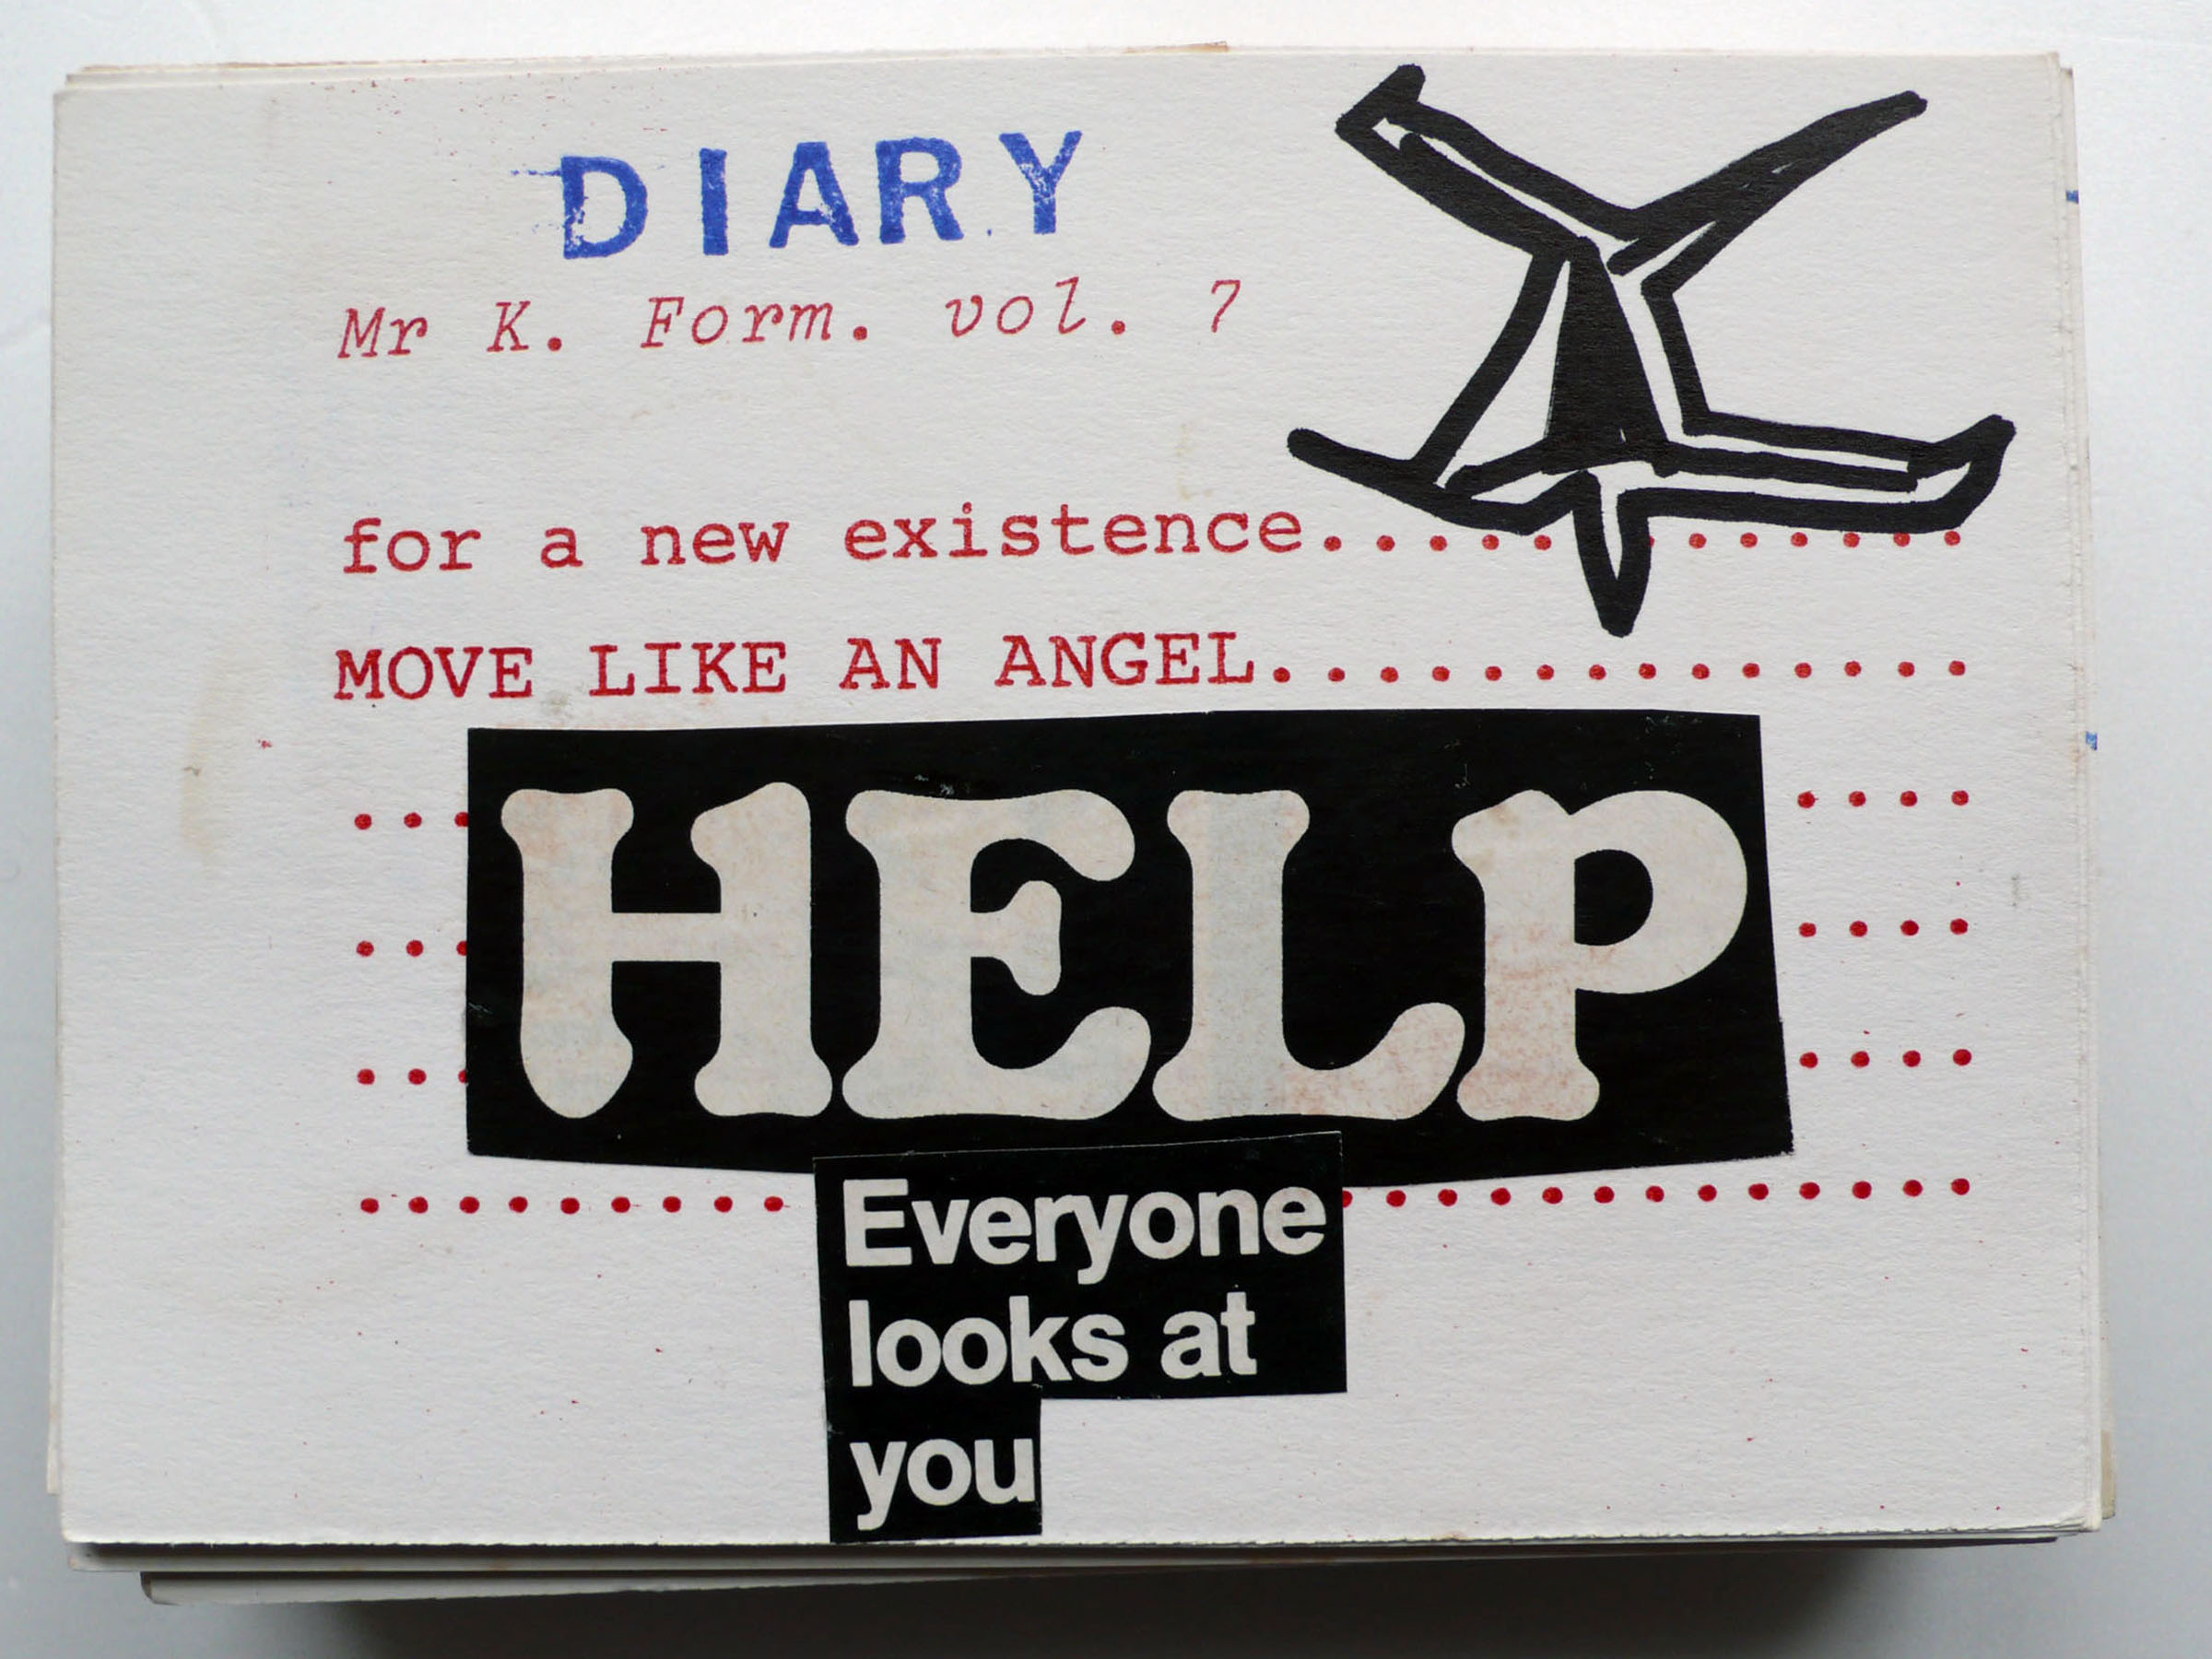 DIARY
Mr K. Form. vol. 7
for a new existence.............
MOVE LIKE AN ANGEL..............
HELP
Everyone
looks at
you